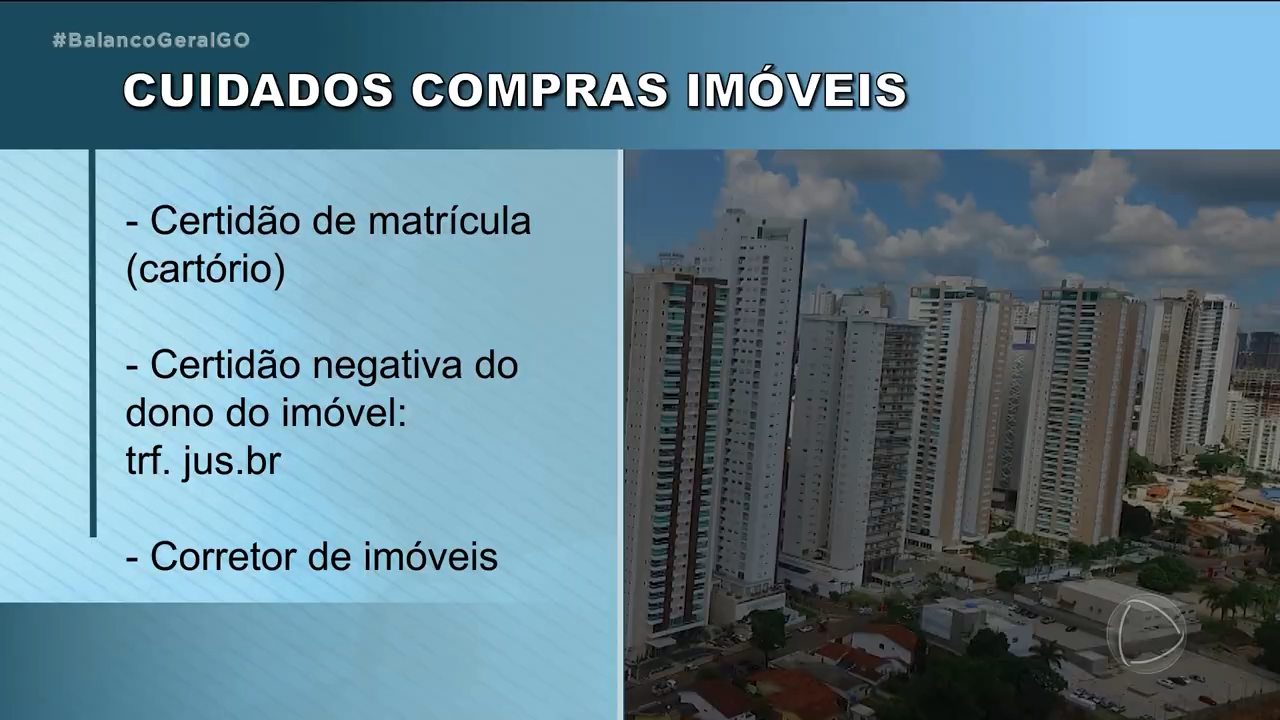 #BalancoGeralGO
CUIDADOS COMPRAS IMÓVEIS
- Certidão de matrícula
(cartório)
- Certidão negativa do
dono do imóvel:
trf. jus.br
- Corretor de imóveis